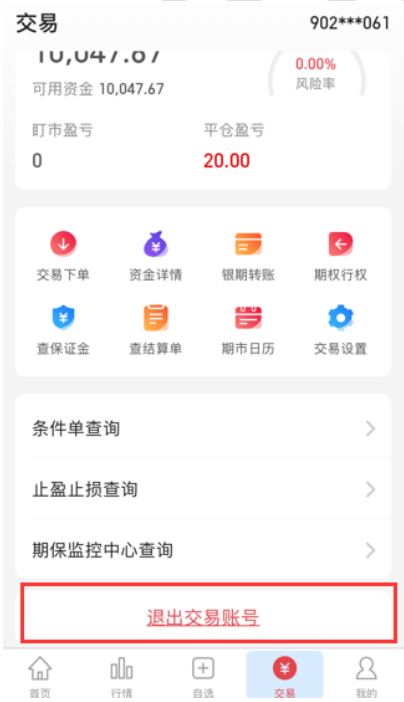 交易 902***061
10,047.67
0.00%
可用资金 10,047.67
风险率
盯市盈亏 平仓盈亏
0 20.00
交易下单 资金详情 银期转账 期权行权
查保证金 查结算单 期市日历 交易设置
条件单查询
止盈止损查询
期保监控中心查询
退出交易账号
首页 行情 自选 交易 我的